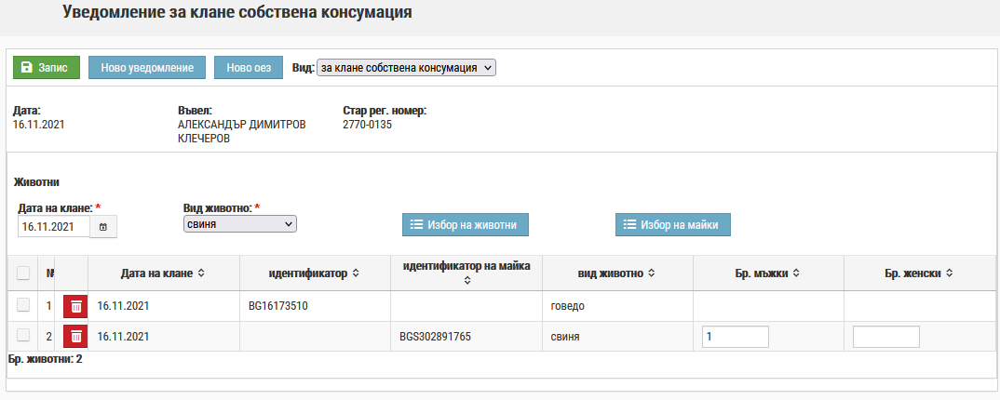 Уведомление за клане собствена консумация
Запис Ново уведомление Ново оез Вид: за клане собствена консумация
Дата: Въвел: Стар рег. номер:
16.11.2021 АЛЕКСАНДЪР ДИМИТРОВ 2770-0135
КЛЕЧЕРОВ
Животни
Дата на клане: * Вид животно: *
16.11.2021 свиня Избор на животни Избор на майки
№ Дата на клане идентификатор идентификатор на майка вид животно Бр. мъжки Бр. женски
1 16.11.2021 BG16173510 говедо
2 16.11.2021 BGS302891765 свиня 1
Бр. животни: 2